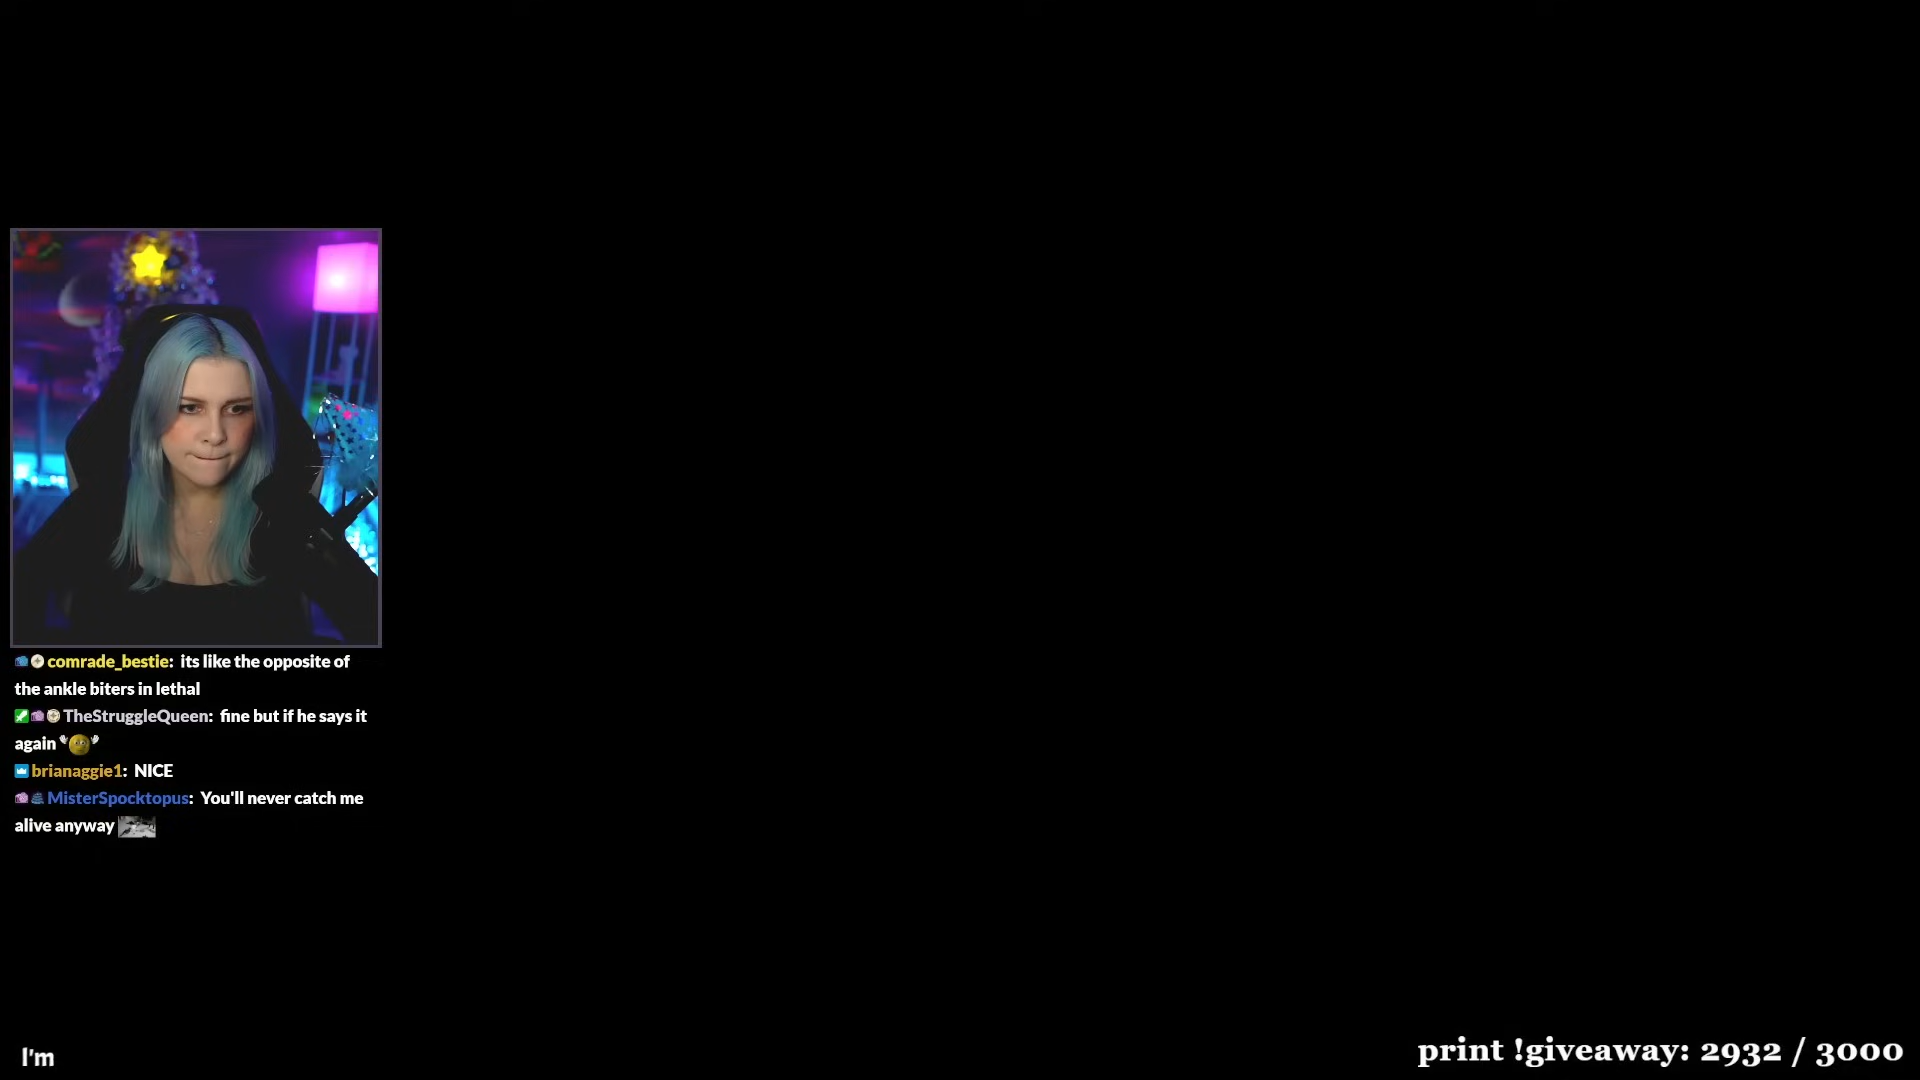 comrade_bestie: its like the opposite of
the ankle biters in lethal
TheStruggleQueen: fine but if he says it
again
brianaggie1: NICE
MisterSpocktopus: You'll never catch me
alive anyway
I'm
print !giveaway: 2932 / 3000